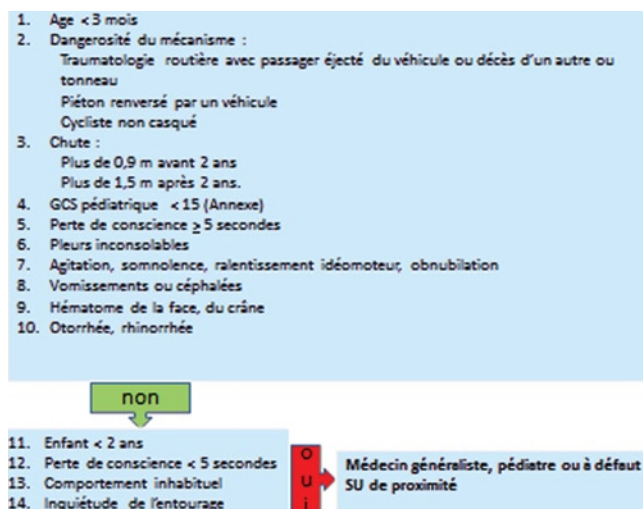 1. Age < 3 mois
2. Dangerosité du mécanisme :
Traumatologie routière avec passager éjecté du véhicule ou décès d'un autre ou
tonneau
Piéton renversé par un véhicule
Cycliste non casqué
3. Chute :
Plus de 0,9 m avant 2 ans
Plus de 1,5 m après 2 ans.
4. GCS pédiatrique < 15 (Annexe)
5. Perte de conscience ≥ 5 secondes
6. Pleurs inconsolables
7. Agitation, somnolence, ralentissement idéomoteur, obnubilation
8. Vomissements ou céphalées
9. Hématome de la face, du crâne
10. Otorrhée, rhinorrhée
non
11. Enfant < 2 ans
12. Perte de conscience < 5 secondes
13. Comportement inhabituel
14. Inquiétude de l'entourage
oui
Médecin généraliste, pédiatre ou à défaut
SU de proximité